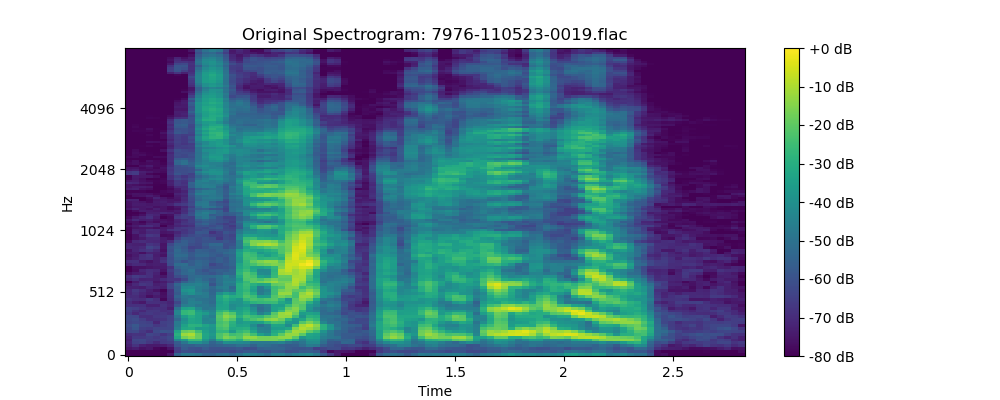 Original Spectrogram: 7976-110523-0019.flac
Hz
4096
2048
1024
512
0
0
0.5
1
1.5
2
2.5
Time
+0 dB
-10 dB
-20 dB
-30 dB
-40 dB
-50 dB
-60 dB
-70 dB
-80 dB